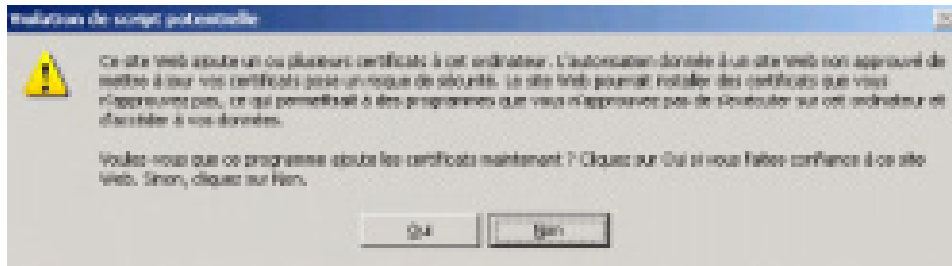 Violation de script potentielle
Ce site Web ajoute un ou plusieurs certificats à cet ordinateur. L'autorisation donnée à un site Web non approuvé de
mettre à jour vos certificats pose un risque de sécurité. Le site Web pourrait installer des certificats que vous
n'approuvez pas, ce qui permettrait à des programmes que vous n'approuvez pas de s'exécuter sur cet ordinateur et
d'accéder à vos données.
Voulez-vous que ce programme ajoute les certificats maintenant ? Cliquez sur Oui si vous faites confiance à ce site
Web. Sinon, cliquez sur Non.
Oui
Non